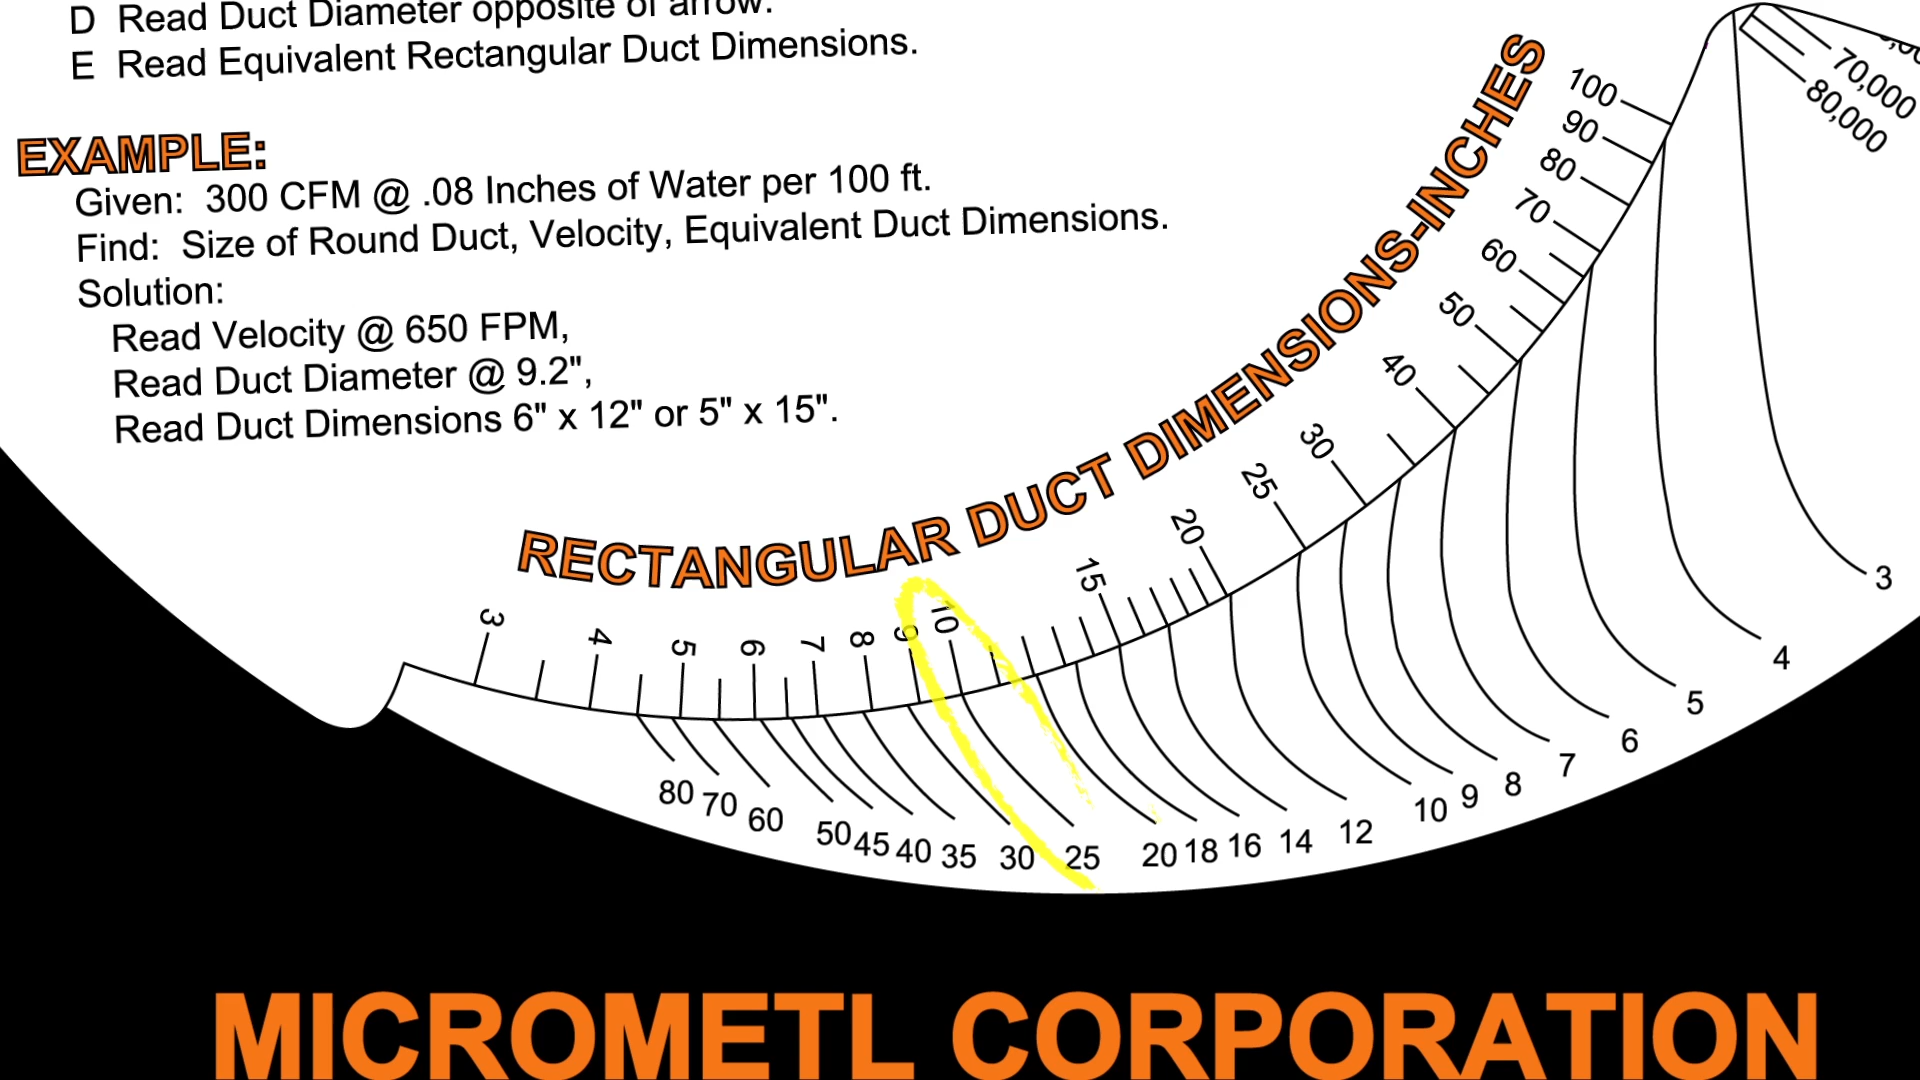 D Read Duct Diameter opposite of arrow.
E Read Equivalent Rectangular Duct Dimensions.
EXAMPLE:
Given: 300 CFM @ .08 Inches of Water per 100 ft.
Find: Size of Round Duct, Velocity, Equivalent Duct Dimensions.
Solution:
Read Velocity @ 650 FPM,
Read Duct Diameter @ 9.2",
Read Duct Dimensions 6" x 12" or 5" x 15".
RECTANGULAR DUCT DIMENSIONS-INCHES
3 4 5 6 7 8 9 10 15 20 25 30 40 50 60 70 80 90 100
70,000
80,000
80 70 60 50 45 40 35 30 25 20 18 16 14 12 10 9 8 7 6 5 4 3
MICROMETL CORPORATION